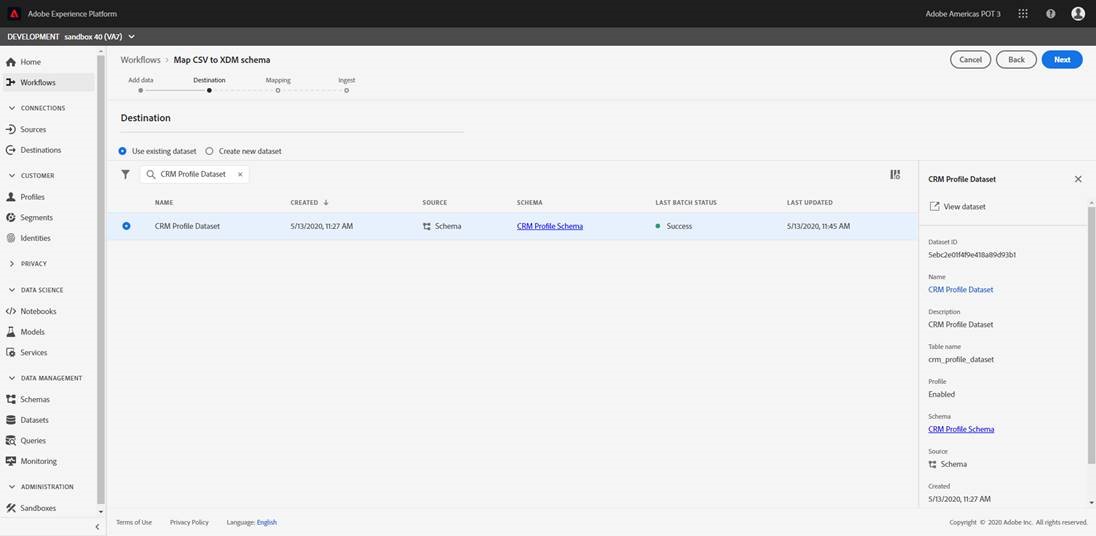 Adobe Experience Platform
Adobe Americas POT 3
DEVELOPMENT sandbox 40 (VA7)
Home
Workflows
CONNECTIONS
Sources
Destinations
CUSTOMER
Profiles
Segments
Identities
PRIVACY
DATA SCIENCE
Notebooks
Models
Services
DATA MANAGEMENT
Schemas
Datasets
Queries
Monitoring
ADMINISTRATION
Sandboxes
Workflows > Map CSV to XDM schema
Cancel
Back
Next
Add data
Destination
Mapping
Ingest
Destination
Use existing dataset
Create new dataset
CRM Profile Dataset
NAME CREATED SOURCE SCHEMA LAST BATCH STATUS LAST UPDATED
CRM Profile Dataset 5/13/2020, 11:27 AM Schema CRM Profile Schema Success 5/13/2020, 11:45 AM
CRM Profile Dataset
View dataset
Dataset ID
5ebc2e01f4f9e418a89d93b1
Name
CRM Profile Dataset
Description
CRM Profile Dataset
Table name
crm_profile_dataset
Profile
Enabled
Schema
CRM Profile Schema
Source
Schema
Created
5/13/2020, 11:27 AM
Terms of Use
Privacy Policy
Language: English
Copyright © 2020 Adobe Inc. All rights reserved.